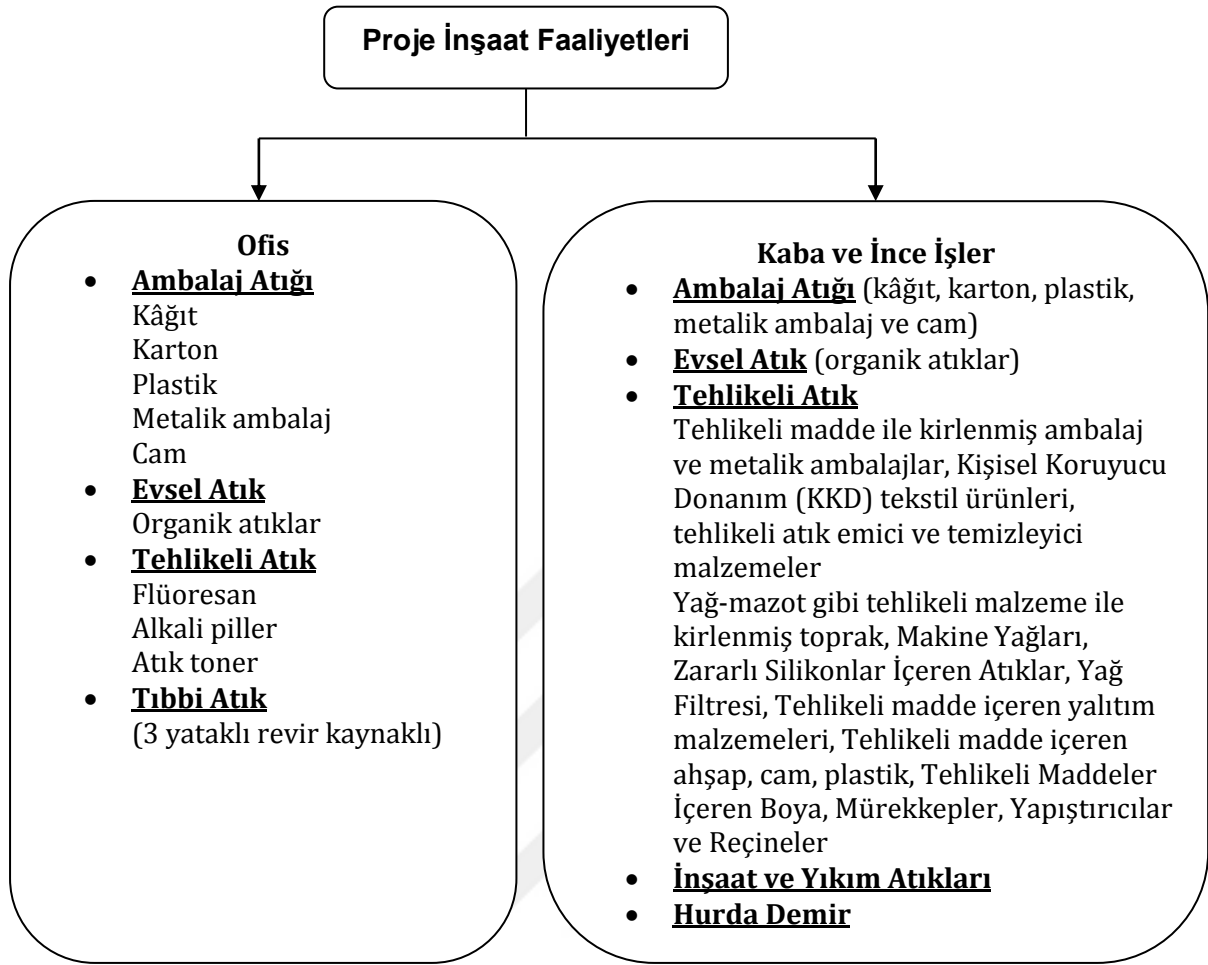 Proje İnşaat Faaliyetleri
Ofis
• Ambalaj Atığı
Kâğıt
Karton
Plastik
Metalik ambalaj
Cam
• Evsel Atık
Organik atıklar
• Tehlikeli Atık
Flüoresan
Alkali piller
Atık toner
• Tıbbi Atık
(3 yataklı revir kaynaklı)
Kaba ve İnce İşler
• Ambalaj Atığı (kâğıt, karton, plastik,
metalik ambalaj ve cam)
• Evsel Atık (organik atıklar)
• Tehlikeli Atık
Tehlikeli madde ile kirlenmiş ambalaj
ve metalik ambalajlar, Kişisel Koruyucu
Donanım (KKD) tekstil ürünleri,
tehlikeli atık emici ve temizleyici
malzemeler
Yağ-mazot gibi tehlikeli malzeme ile
kirlenmiş toprak, Makine Yağları,
Zararlı Silikonlar İçeren Atıklar, Yağ
Filtresi, Tehlikeli madde içeren yalıtım
malzemeleri, Tehlikeli madde içeren
ahşap, cam, plastik, Tehlikeli Maddeler
İçeren Boya, Mürekkepler, Yapıştırıcılar
ve Reçineler
• İnşaat ve Yıkım Atıkları
• Hurda Demir